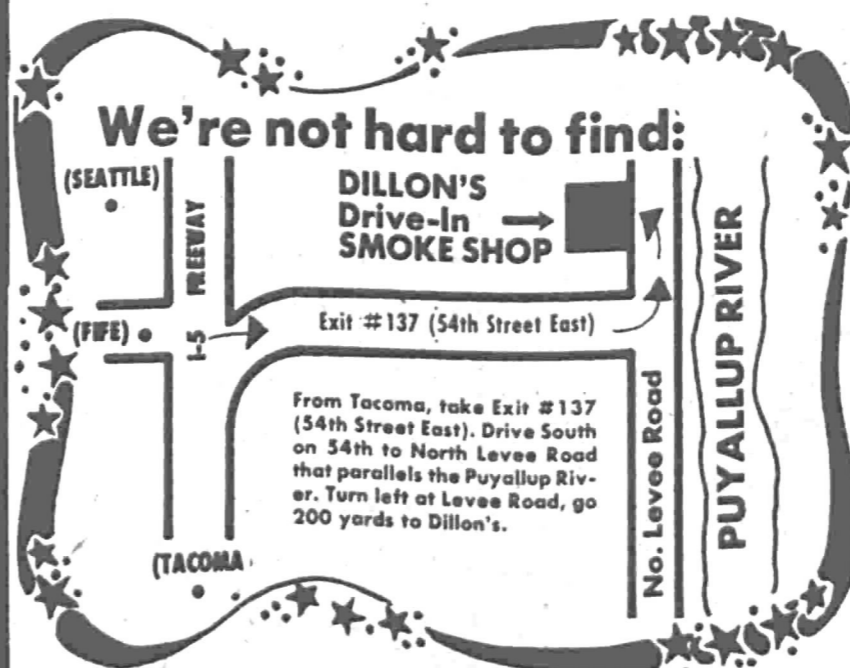 We're not hard to find:
(SEATTLE)
I-5 FREEWAY
DILLON'S
Drive-In
SMOKE SHOP
(FIFE)
Exit #137 (54th Street East)
From Tacoma, take Exit #137
(54th Street East). Drive South
on 54th to North Levee Road
that parallels the Puyallup Riv-
er. Turn left at Levee Road, go
200 yards to Dillon's.
(TACOMA
No. Levee Road
PUYALLUP RIVER